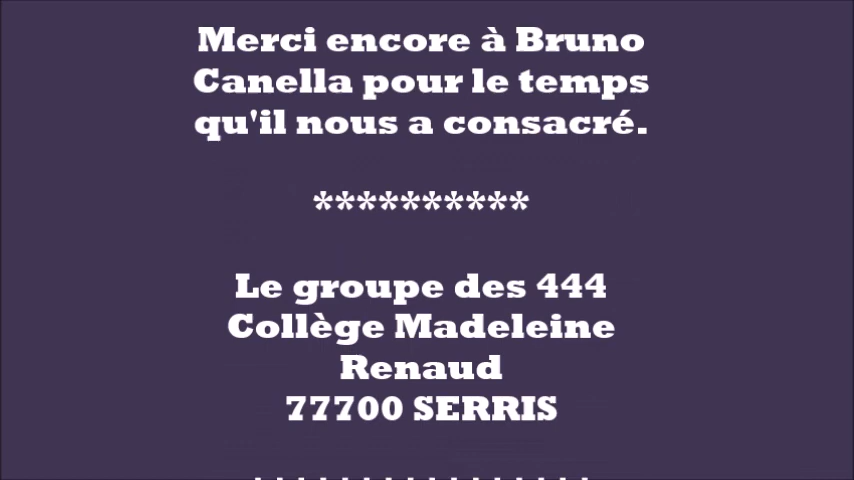 Merci encore à Bruno
Canella pour le temps
qu'il nous a consacré.
**********
Le groupe des 444
Collège Madeleine
Renaud
77700 SERRIS